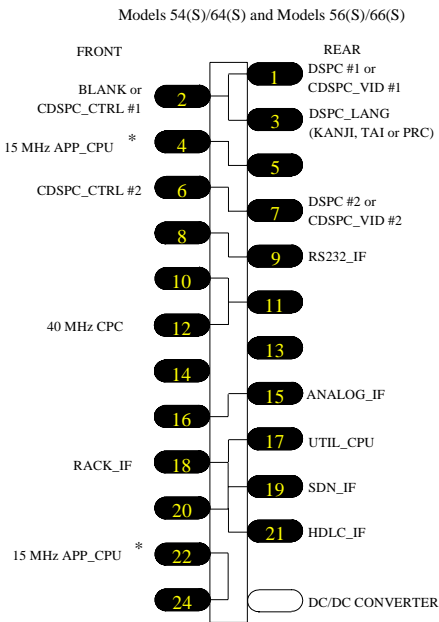 Models 54(S)/64(S) and Models 56(S)/66(S)
FRONT
REAR
1
DSPC #1 or
CDSPC_VID #1
BLANK or
CDSPC_CTRL #1
2
3
DSPC_LANG
(KANJI, TAI or PRC)
15 MHz APP_CPU *
4
5
CDSPC_CTRL #2
6
7
DSPC #2 or
CDSPC_VID #2
8
9
RS232_IF
10
11
40 MHz CPC
12
13
14
15
ANALOG_IF
16
17
UTIL_CPU
RACK_IF
18
19
SDN_IF
20
21
HDLC_IF
15 MHz APP_CPU *
22
24
DC/DC CONVERTER